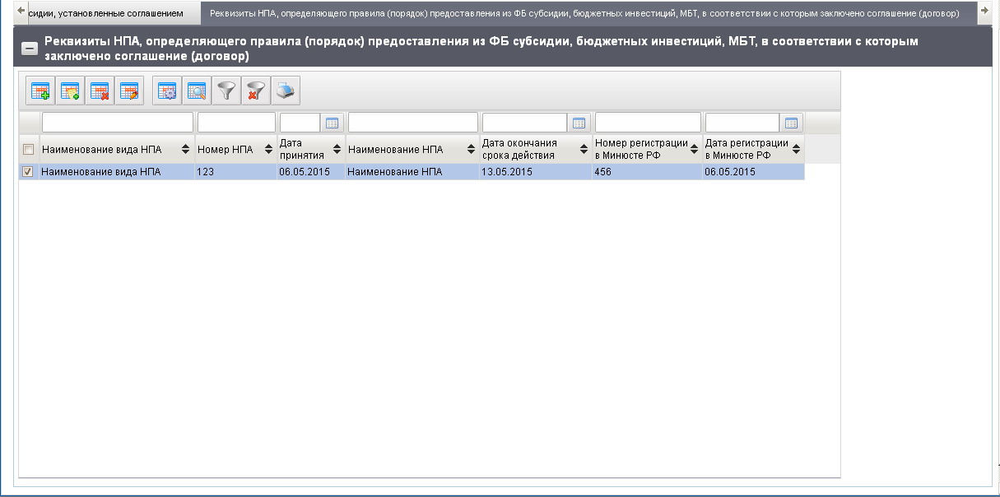 сидии, установленные соглашением
Реквизиты НПА, определяющего правила (порядок) предоставления из ФБ субсидии, бюджетных инвестиций, МБТ, в соответствии с которым заключено соглашение (договор)
Реквизиты НПА, определяющего правила (порядок) предоставления из ФБ субсидии, бюджетных инвестиций, МБТ, в соответствии с которым
заключено соглашение (договор)
Наименование вида НПА
Номер НПА
Дата
принятия
Наименование НПА
Дата окончания
срока действия
Номер регистрации
в Минюсте РФ
Дата регистрации
в Минюсте РФ
Наименование вида НПА 123 06.05.2015 Наименование НПА 13.05.2015 456 06.05.2015